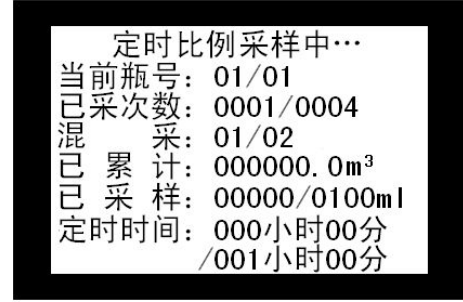 定时比例采样中…
当前瓶号：01/01
已采次数：0001/0004
混　　采：01/02
已 累 计：000000.0m³
已 采 样：00000/0100ml
定时时间：000小时00分
/001小时00分